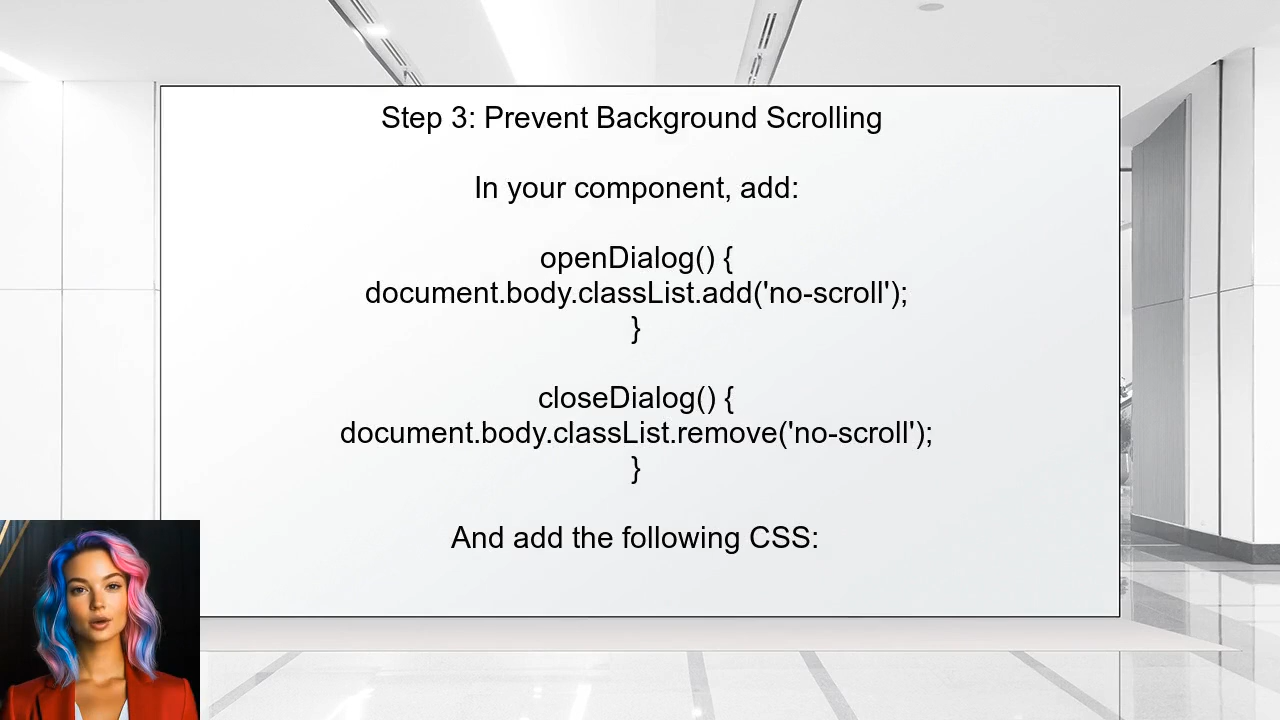 Step 3: Prevent Background Scrolling
In your component, add:
openDialog() {
document.body.classList.add('no-scroll');
}
closeDialog() {
document.body.classList.remove('no-scroll');
}
And add the following CSS: